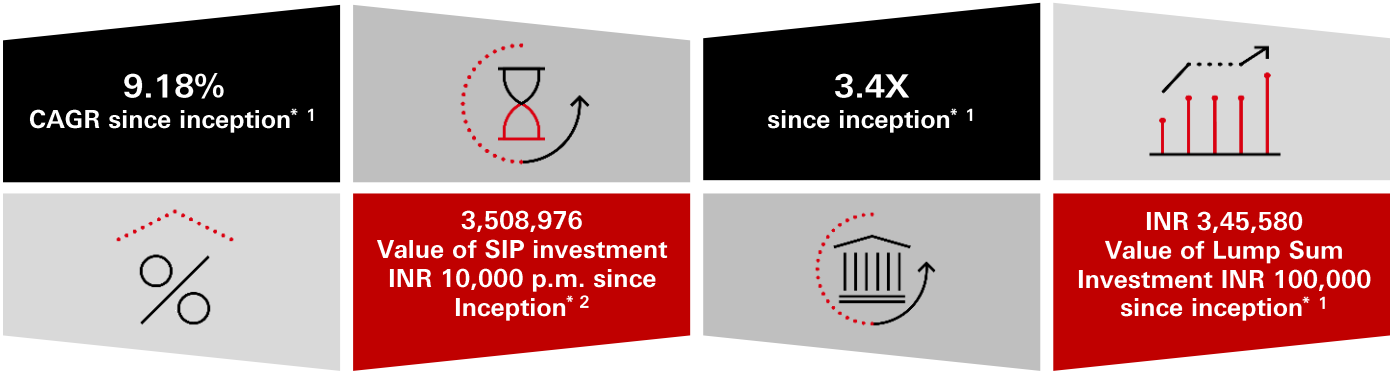 9.18%
CAGR since inception* 1
3.4X
since inception* 1
3,508,976
Value of SIP investment
INR 10,000 p.m. since
Inception* 2
INR 3,45,580
Value of Lump Sum
Investment INR 100,000
since inception* 1